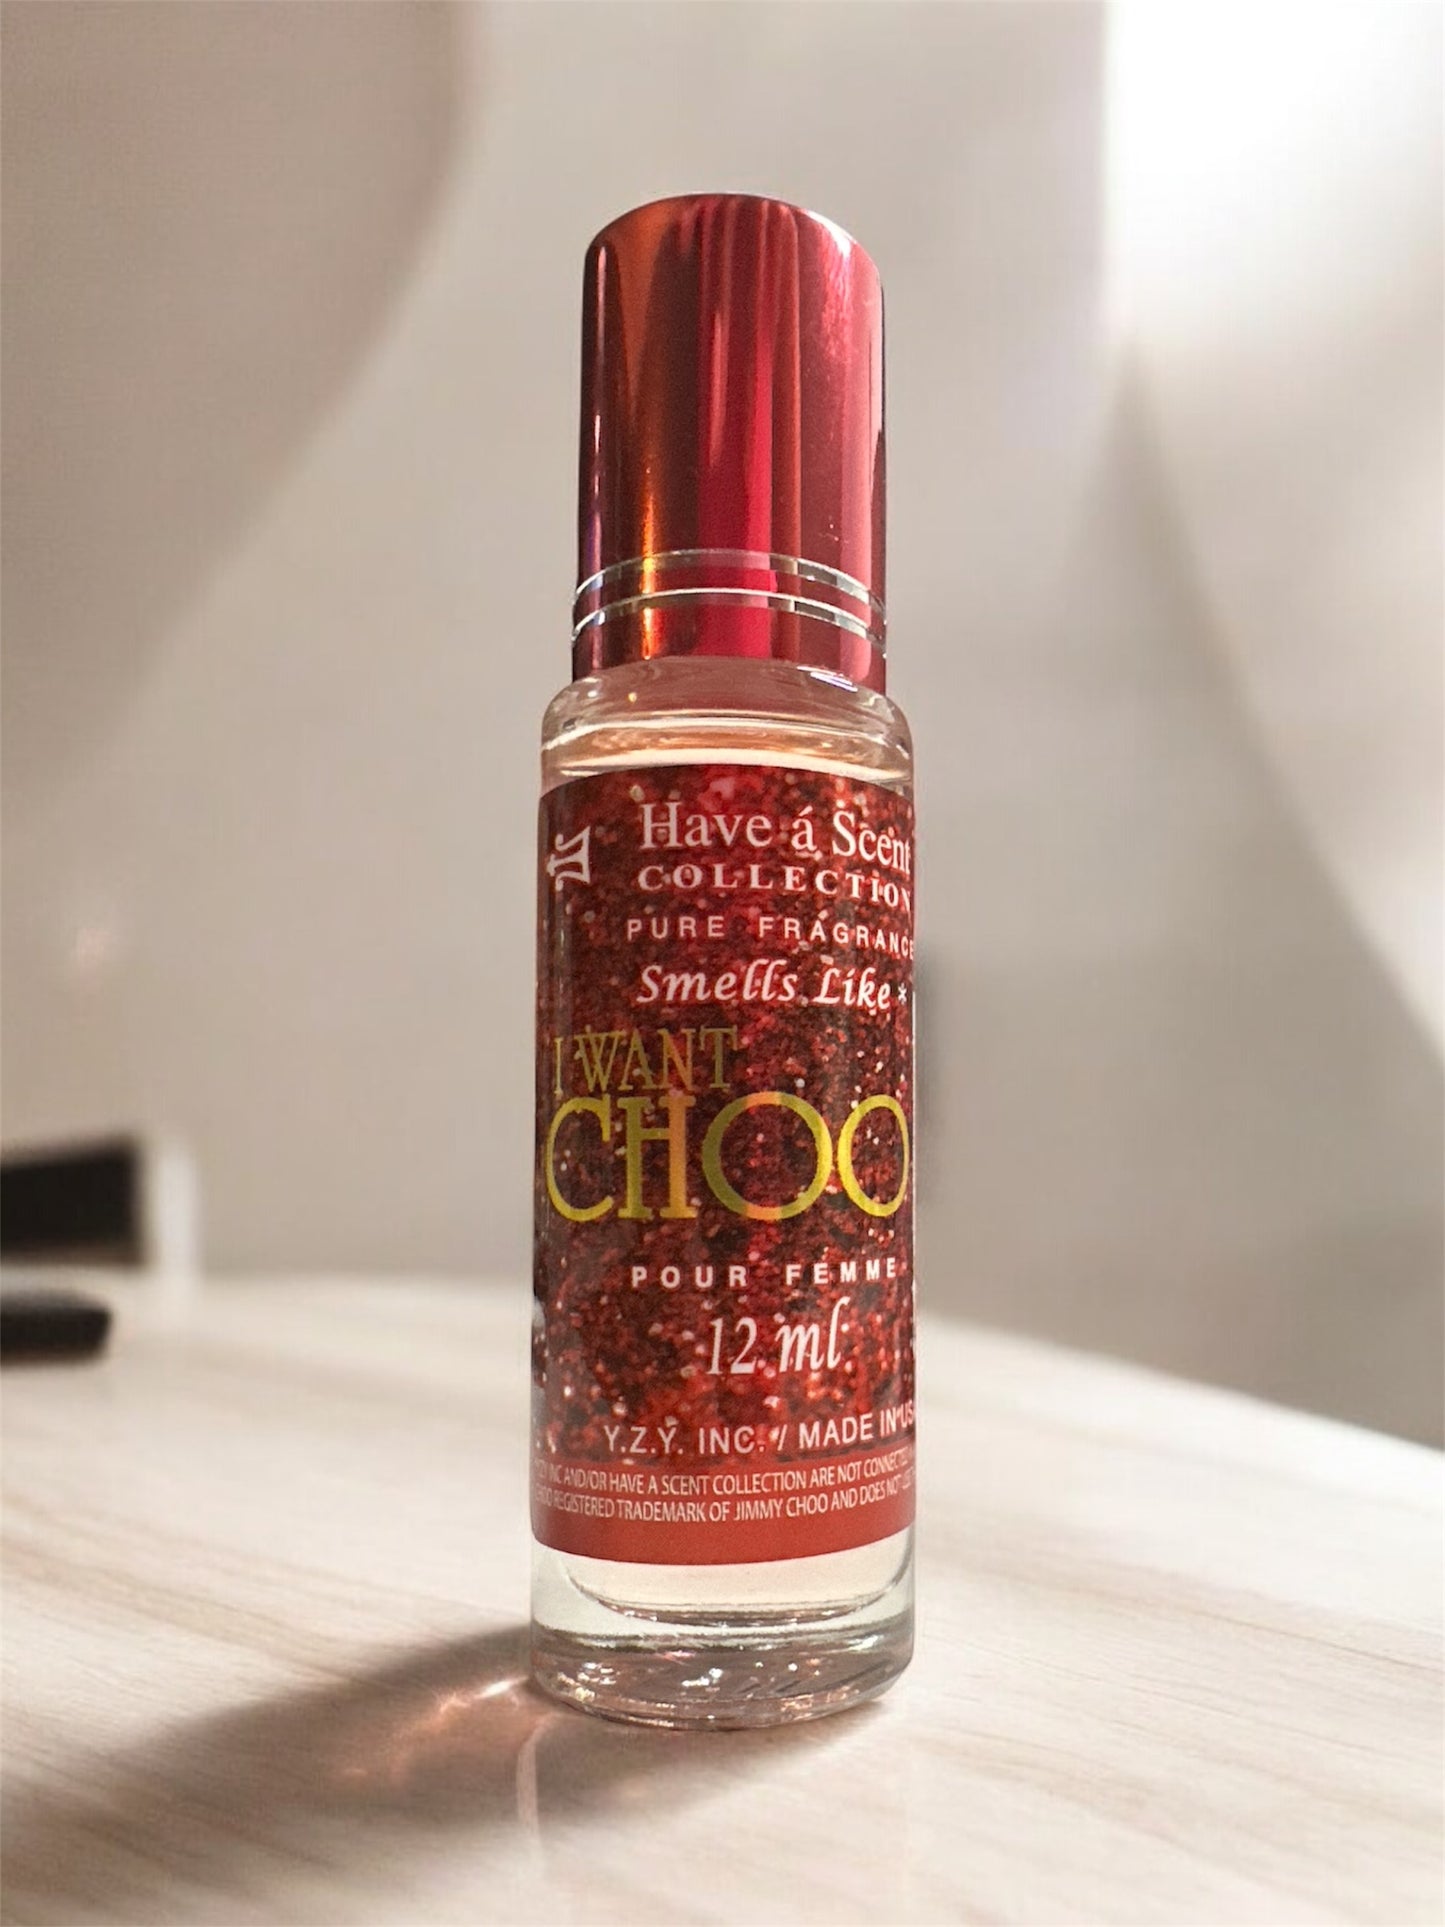 Have á Scent
COLLECTION
PURE FRAGRANCE
Smells Like *
I WANT
CHOO
POUR FEMME
12 ml
Y.Z.Y. INC. / MADE IN
INC AND/OR HAVE A SCENT COLLECTION ARE NOT CONNECTED
REGISTERED TRADEMARK OF JIMMY CHOO AND DOES NOT